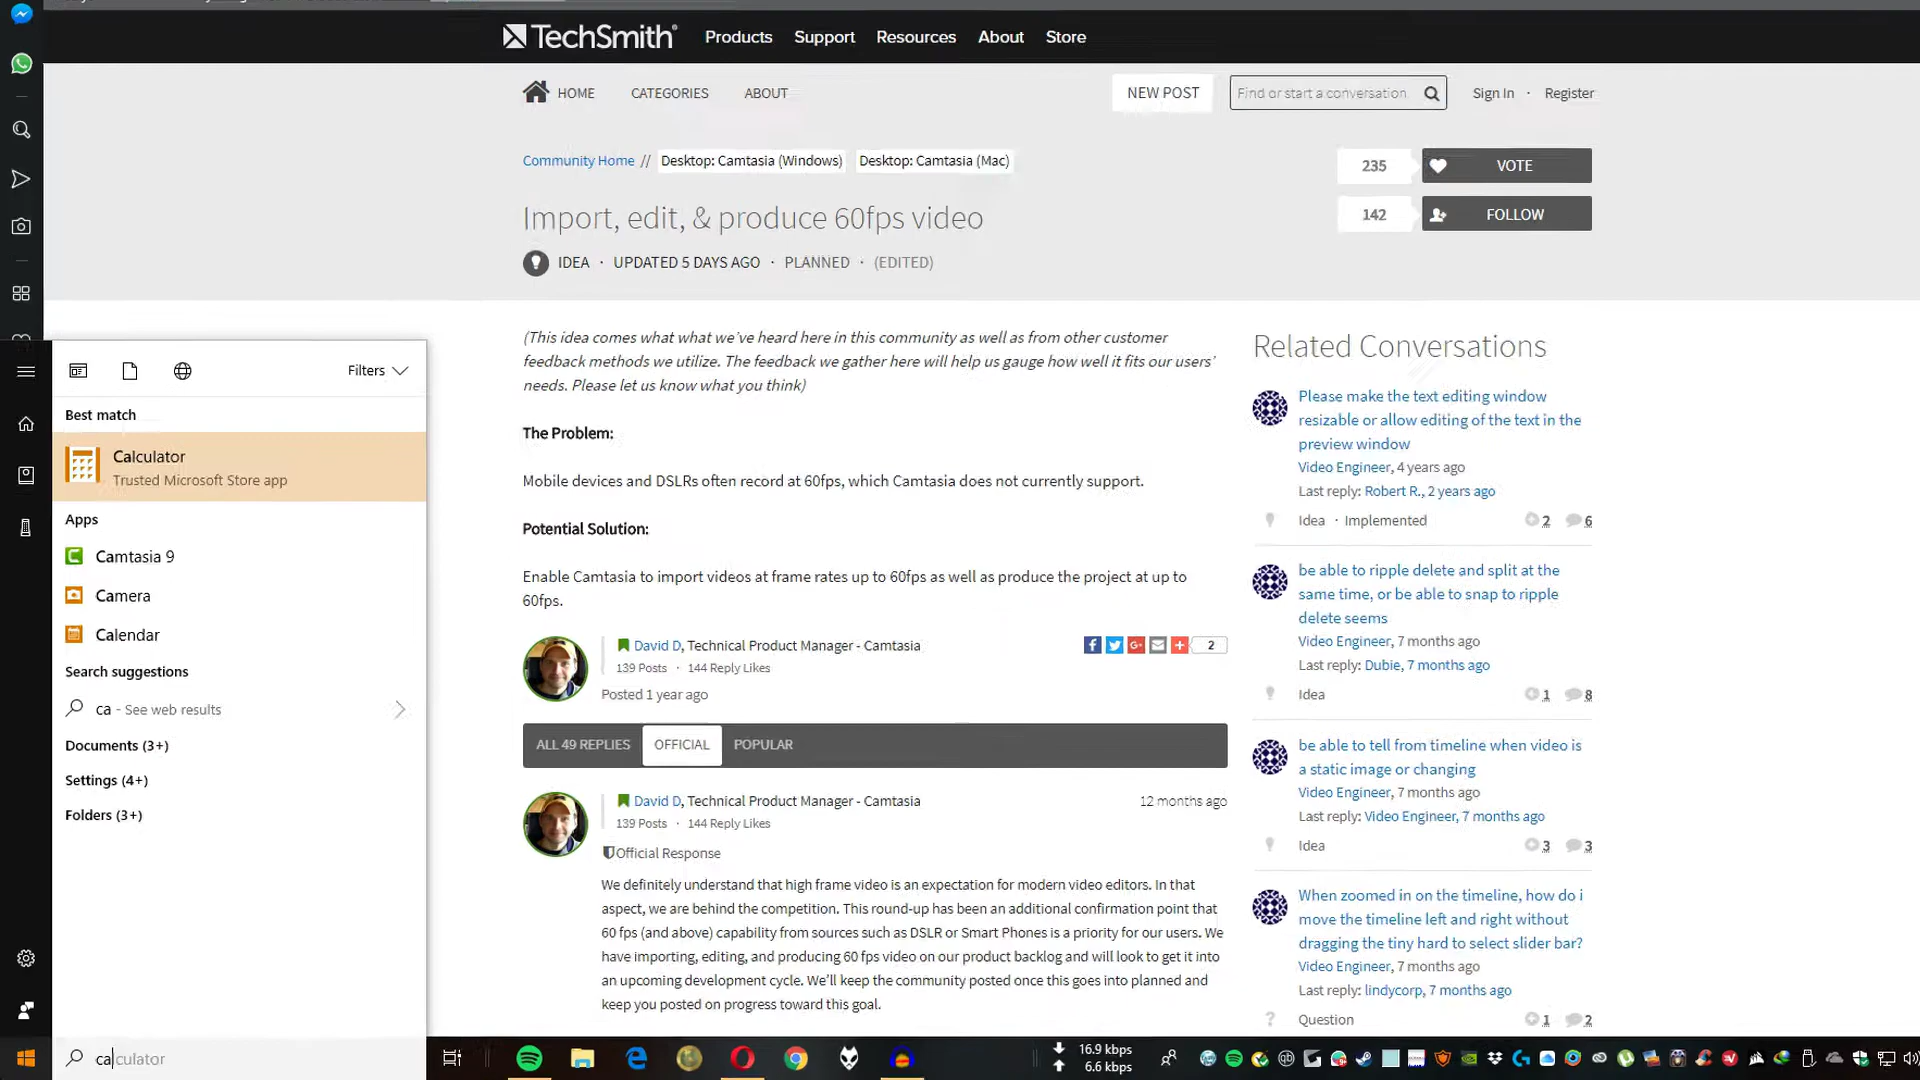 TechSmith
Products Support Resources About Store
HOME CATEGORIES ABOUT
NEW POST
Find or start a conversation
Sign In · Register
Community Home // Desktop: Camtasia (Windows) Desktop: Camtasia (Mac)
235 VOTE
Import, edit, & produce 60fps video
142 FOLLOW
IDEA · UPDATED 5 DAYS AGO · PLANNED · (EDITED)
(This idea comes what what we've heard here in this community as well as from other customer
feedback methods we utilize. The feedback we gather here will help us gauge how well it fits our users'
needs. Please let us know what you think)
The Problem:
Mobile devices and DSLRs often record at 60fps, which Camtasia does not currently support.
Potential Solution:
Enable Camtasia to import videos at frame rates up to 60fps as well as produce the project at up to
60fps.
David D, Technical Product Manager - Camtasia
139 Posts · 144 Reply Likes
Posted 1 year ago
2
ALL 49 REPLIES OFFICIAL POPULAR
David D, Technical Product Manager - Camtasia
12 months ago
139 Posts · 144 Reply Likes
Official Response
We definitely understand that high frame video is an expectation for modern video editors. In that
aspect, we are behind the competition. This round-up has been an additional confirmation point that
60 fps (and above) capability from sources such as DSLR or Smart Phones is a priority for our users. We
have importing, editing, and producing 60 fps video on our product backlog and will look to get it into
an upcoming development cycle. We'll keep the community posted once this goes into planned and
keep you posted on progress toward this goal.
Related Conversations
Please make the text editing window
resizable or allow editing of the text in the
preview window
Video Engineer, 4 years ago
Last reply: Robert R., 2 years ago
Idea · Implemented 2 6
be able to ripple delete and split at the
same time, or be able to snap to ripple
delete seems
Video Engineer, 7 months ago
Last reply: Dubie, 7 months ago
Idea 1 8
be able to tell from timeline when video is
a static image or changing
Video Engineer, 7 months ago
Last reply: Video Engineer, 7 months ago
Idea 3 3
When zoomed in on the timeline, how do i
move the timeline left and right without
dragging the tiny hard to select slider bar?
Video Engineer, 7 months ago
Last reply: lindycorp, 7 months ago
Question 1 2
Filters
Best match
Calculator
Trusted Microsoft Store app
Apps
Camtasia 9
Camera
Calendar
Search suggestions
ca - See web results
Documents (3+)
Settings (4+)
Folders (3+)
calculator
16.9 kbps
6.6 kbps